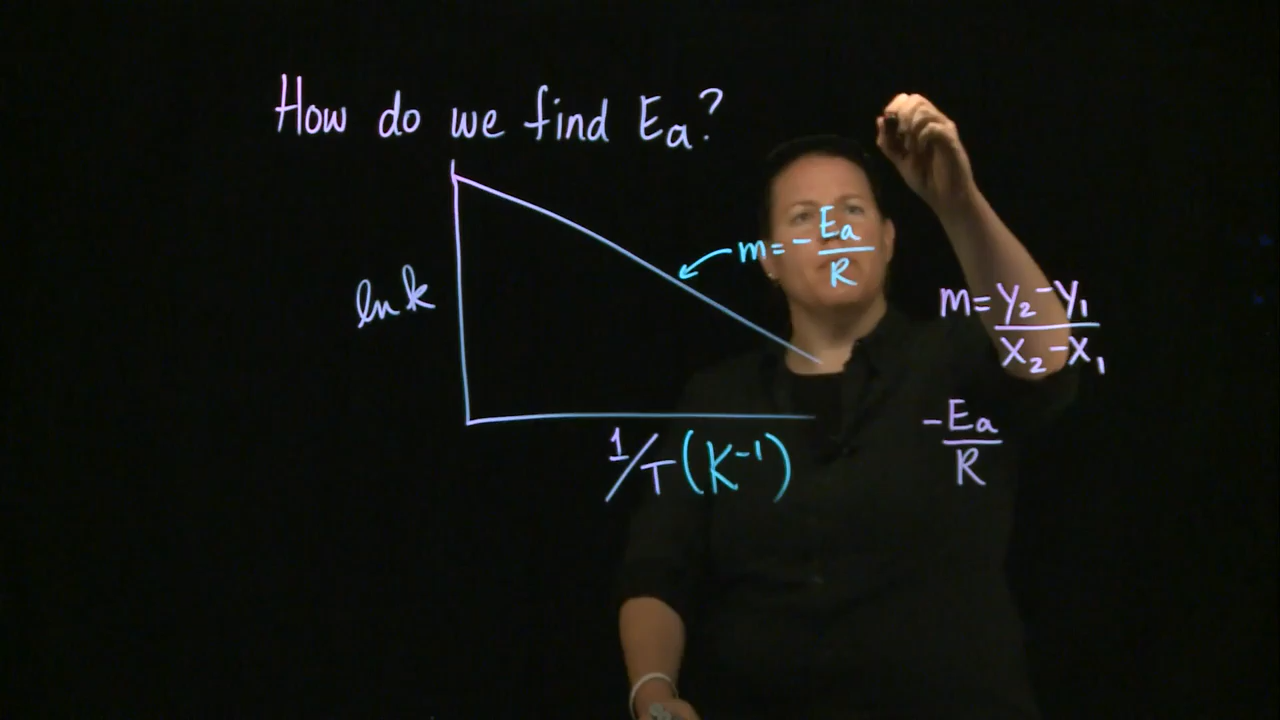 How do we find Ea?
m = - Ea/R
ln k
m = y2 - y1 / x2 - x1
1/T (K⁻¹)
-Ea/R